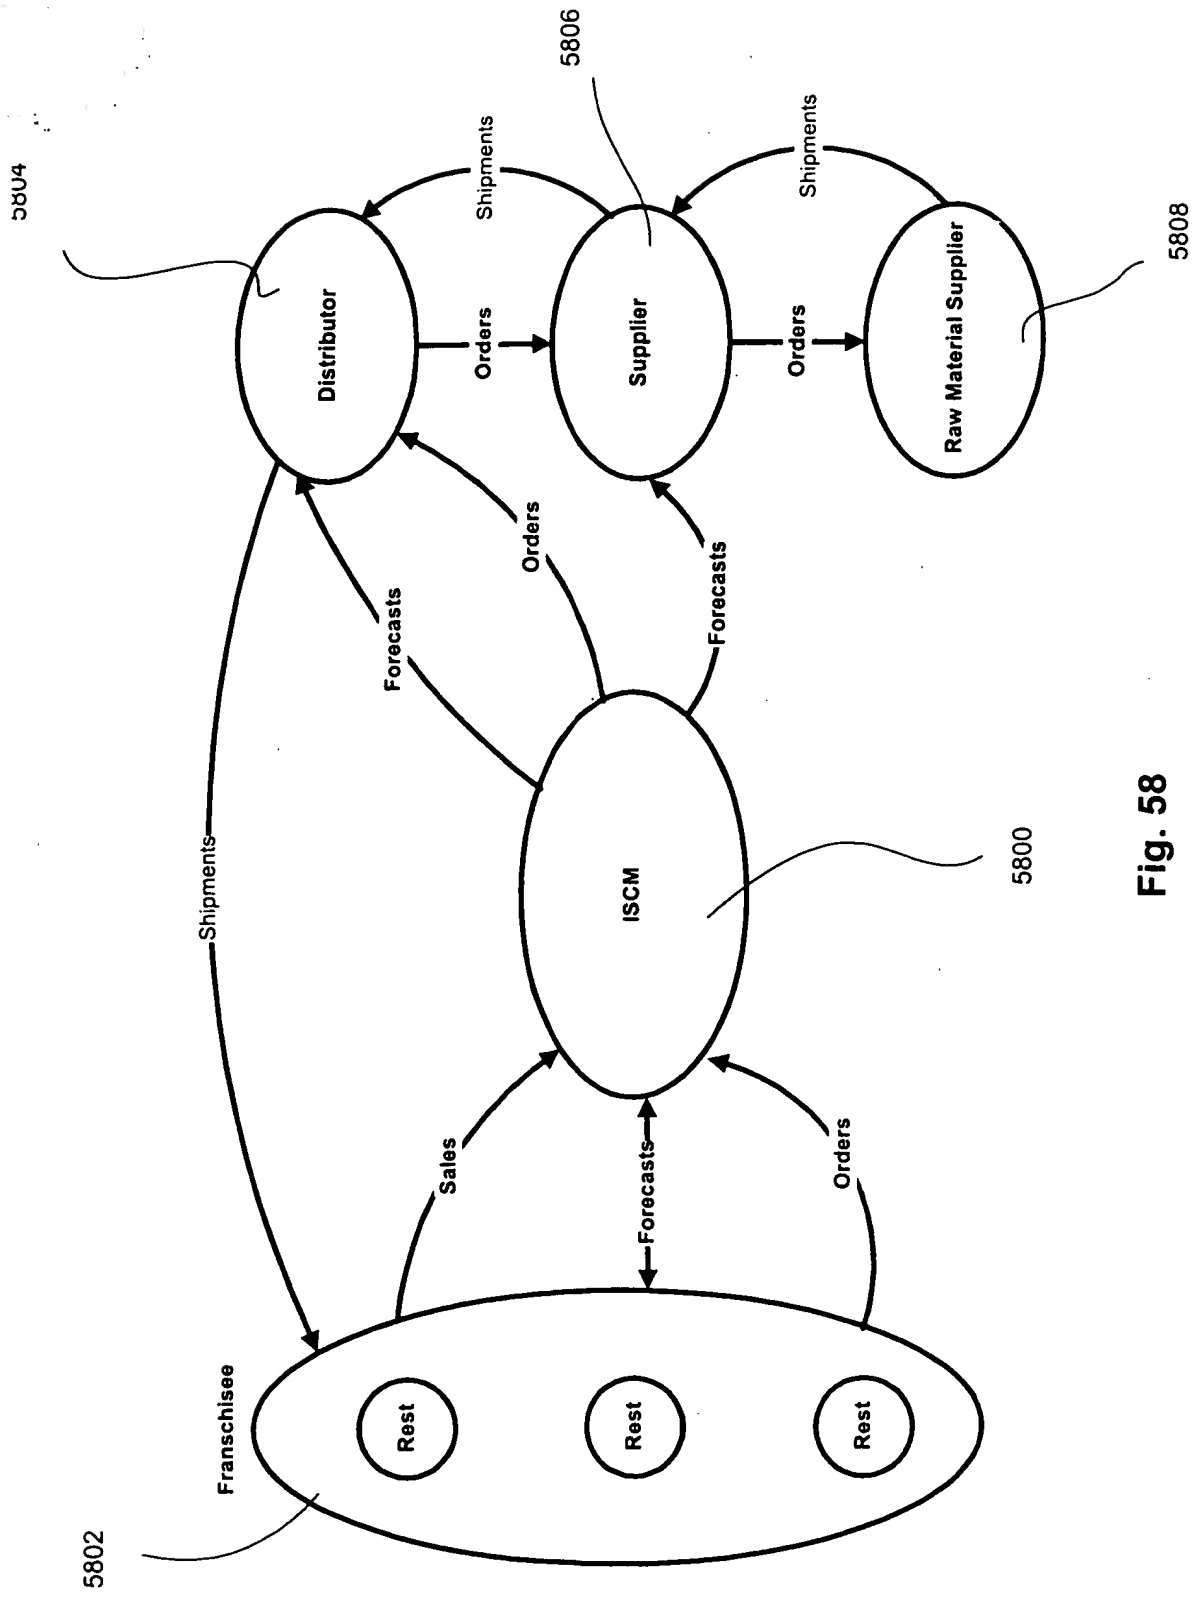 5802
Franschisee
Rest
Rest
Rest
Shipments
Sales
Forecasts
Orders
ISCM
5800
Forecasts
Orders
Forecasts
5804
Distributor
Orders
Shipments
5806
Supplier
Orders
Shipments
Raw Material Supplier
5808
Fig. 58